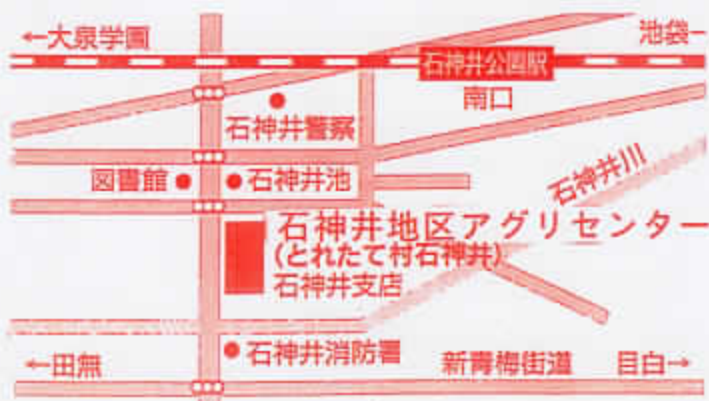 ←大泉学園
池袋-
石神井公園駅
南口
石神井警察
図書館
石神井池
石神井川
石神井地区アグリセンター
(とれたて村石神井)
石神井支店
石神井消防署
←田無
新青梅街道
目白→